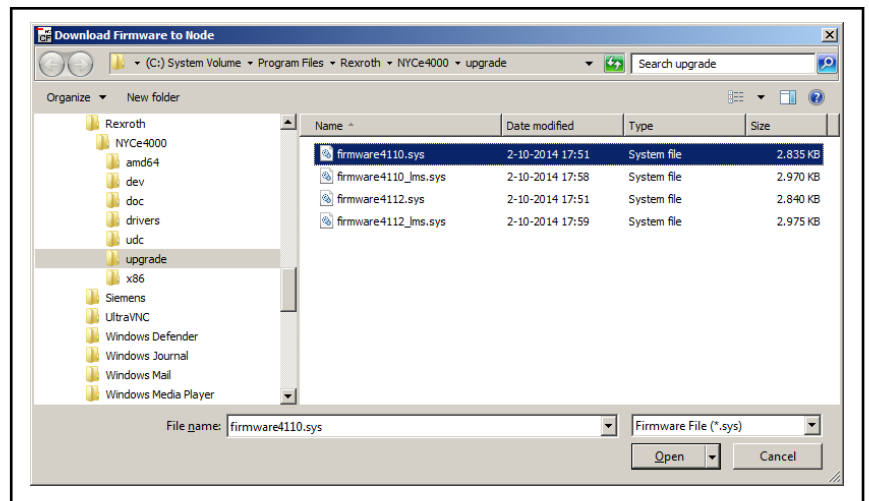 Download Firmware to Node
(C:) System Volume Program Files Rexroth NYCe4000 upgrade Search upgrade
Organize New folder
Rexroth
NYCe4000
amd64
dev
doc
drivers
udc
upgrade
x86
Siemens
UltraVNC
Windows Defender
Windows Journal
Windows Mail
Windows Media Player
Name Date modified Type Size
firmware4110.sys 2-10-2014 17:51 System file 2.835 KB
firmware4110_lms.sys 2-10-2014 17:58 System file 2.970 KB
firmware4112.sys 2-10-2014 17:51 System file 2.840 KB
firmware4112_lms.sys 2-10-2014 17:59 System file 2.975 KB
File name: firmware4110.sys Firmware File (*.sys)
Open Cancel